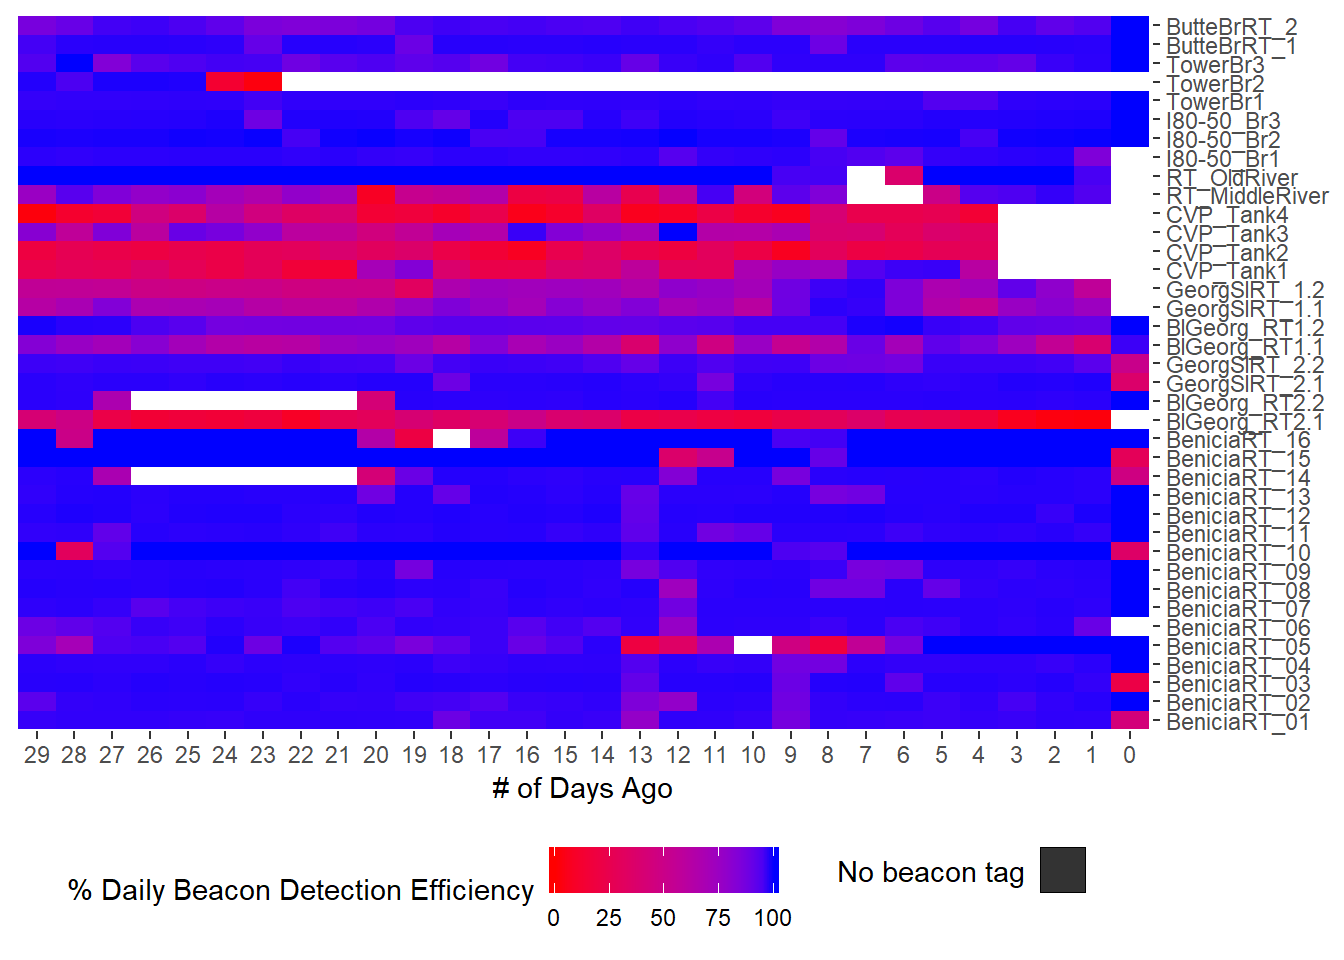 ButteBrRT_2
ButteBrRT_1
TowerBr3
TowerBr2
TowerBr1
I80-50_Br3
I80-50_Br2
I80-50_Br1
RT_OldRiver
RT_MiddleRiver
CVP_Tank4
CVP_Tank3
CVP_Tank2
CVP_Tank1
GeorgSlRT_1.2
GeorgSlRT_1.1
BlGeorg_RT1.2
BlGeorg_RT1.1
GeorgSlRT_2.2
GeorgSlRT_2.1
BlGeorg_RT2.2
BlGeorg_RT2.1
BeniciaRT_16
BeniciaRT_15
BeniciaRT_14
BeniciaRT_13
BeniciaRT_12
BeniciaRT_11
BeniciaRT_10
BeniciaRT_09
BeniciaRT_08
BeniciaRT_07
BeniciaRT_06
BeniciaRT_05
BeniciaRT_04
BeniciaRT_03
BeniciaRT_02
BeniciaRT_01
29 28 27 26 25 24 23 22 21 20 19 18 17 16 15 14 13 12 11 10 9 8 7 6 5 4 3 2 1 0
# of Days Ago
% Daily Beacon Detection Efficiency
0 25 50 75 100
No beacon tag